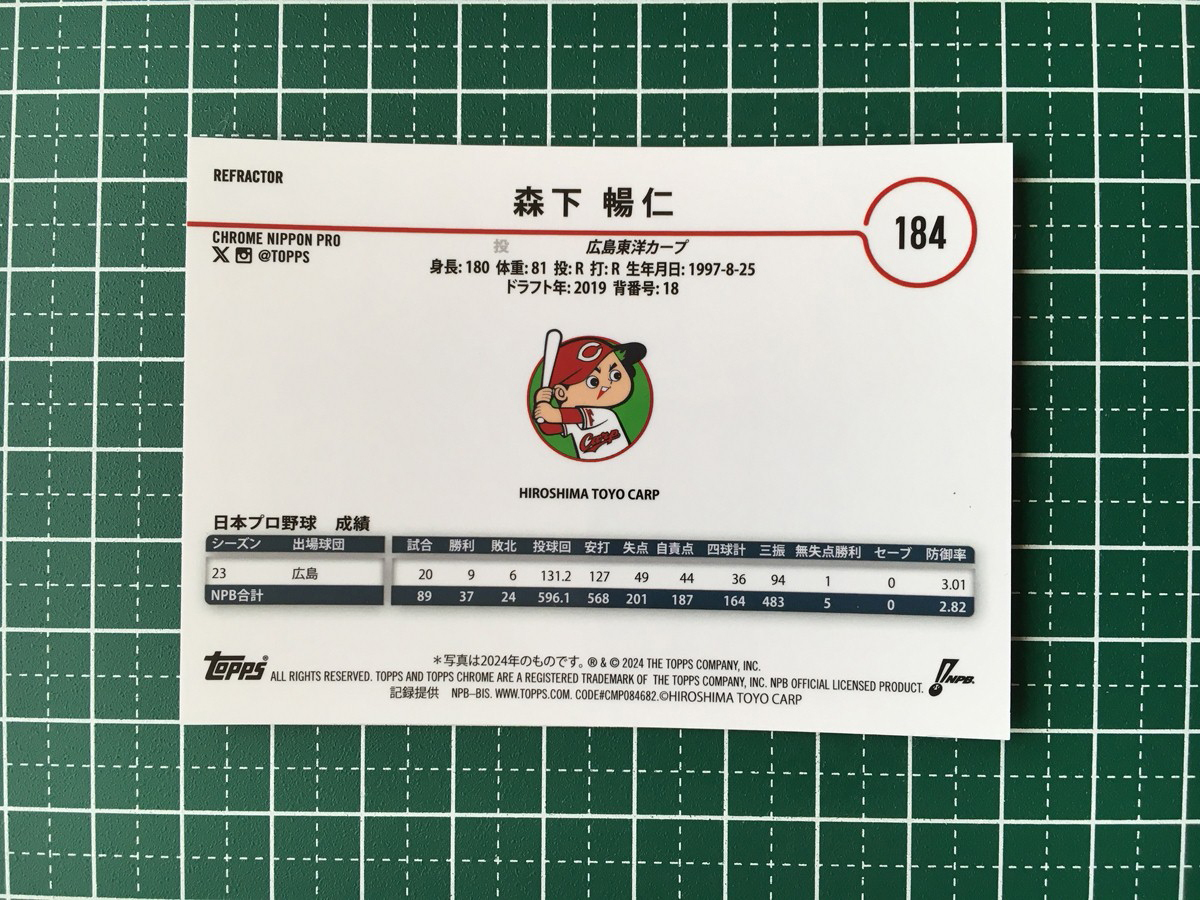 REFRACTOR
森下 暢仁
184
CHROME NIPPON PRO
@TOPPS
投 広島東洋カープ
身長: 180 体重: 81 投: R 打: R 生年月日: 1997-8-25
ドラフト年: 2019 背番号: 18
C
Carp
HIROSHIMA TOYO CARP
日本プロ野球 成績
シーズン 出場球団 試合 勝利 敗北 投球回 安打 失点 自責点 四球計 三振 無失点勝利 セーブ 防御率
23 広島 20 9 6 131.2 127 49 44 36 94 1 0 3.01
NPB合計 89 37 24 596.1 568 201 187 164 483 5 0 2.82
topps®
＊写真は2024年のものです。® & © 2024 THE TOPPS COMPANY, INC.
ALL RIGHTS RESERVED. TOPPS AND TOPPS CHROME ARE A REGISTERED TRADEMARK OF THE TOPPS COMPANY, INC. NPB OFFICIAL LICENSED PRODUCT.
記録提供 NPB–BIS. WWW.TOPPS.COM. CODE#CMP084682.©HIROSHIMA TOYO CARP
NPB.